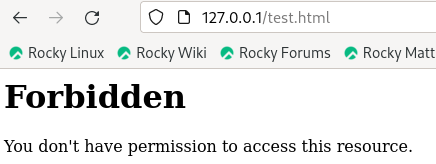 127.0.0.1/test.html
Rocky Linux Rocky Wiki Rocky Forums Rocky Matt
Forbidden
You don't have permission to access this resource.